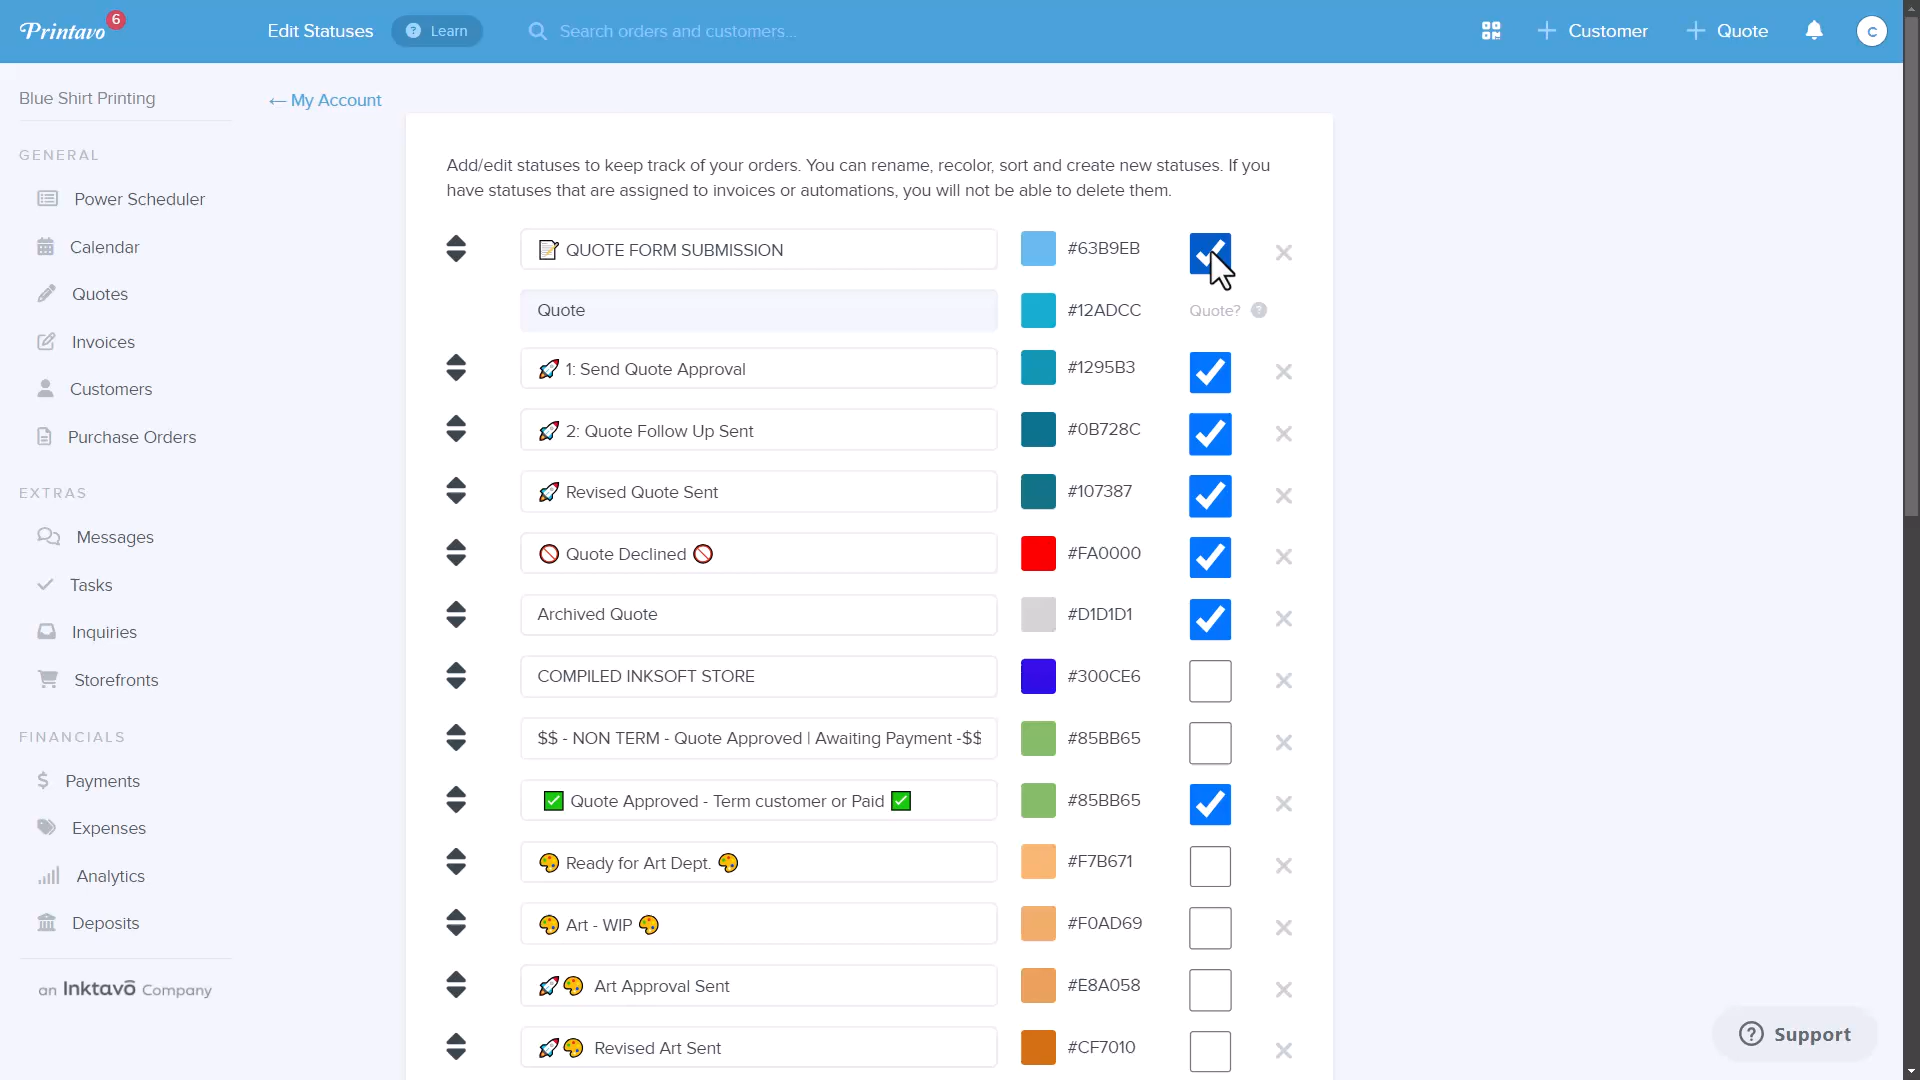 Printavo
6
Edit Statuses
? Learn
Search orders and customers...
+ Customer
+ Quote
C
Blue Shirt Printing
← My Account
GENERAL
Power Scheduler
Calendar
Quotes
Invoices
Customers
Purchase Orders
EXTRAS
Messages
Tasks
Inquiries
Storefronts
FINANCIALS
Payments
Expenses
Analytics
Deposits
an Inktavo Company
Add/edit statuses to keep track of your orders. You can rename, recolor, sort and create new statuses. If you
have statuses that are assigned to invoices or automations, you will not be able to delete them.
📝 QUOTE FORM SUBMISSION #63B9EB
Quote #12ADCC Quote? ?
🚀 1: Send Quote Approval #1295B3
🚀 2: Quote Follow Up Sent #0B728C
🚀 Revised Quote Sent #107387
🚫 Quote Declined 🚫 #FA0000
Archived Quote #D1D1D1
COMPILED INKSOFT STORE #300CE6
$$ - NON TERM - Quote Approved | Awaiting Payment -$$ #85BB65
✅ Quote Approved - Term customer or Paid ✅ #85BB65
🎨 Ready for Art Dept. 🎨 #F7B671
🎨 Art - WIP 🎨 #F0AD69
🚀🎨 Art Approval Sent #E8A058
🚀🎨 Revised Art Sent #CF7010
? Support